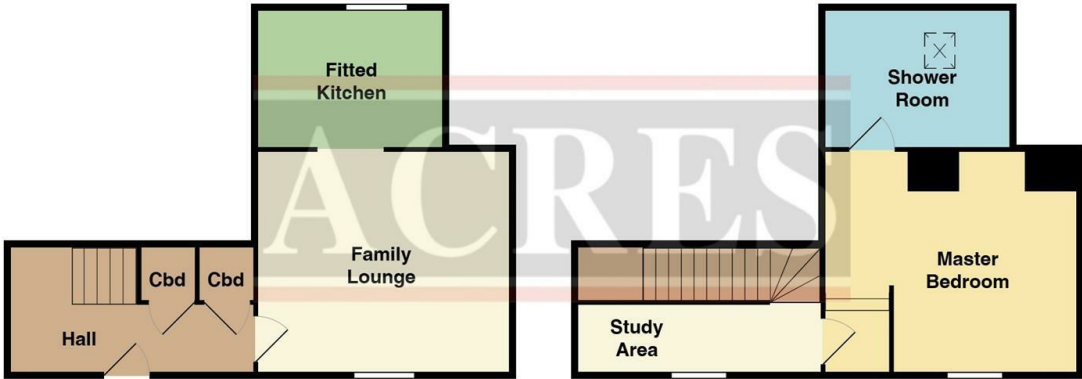 Fitted
Kitchen
Shower
Room
ACRES
Cbd
Cbd
Family
Lounge
Master
Bedroom
Hall
Study
Area